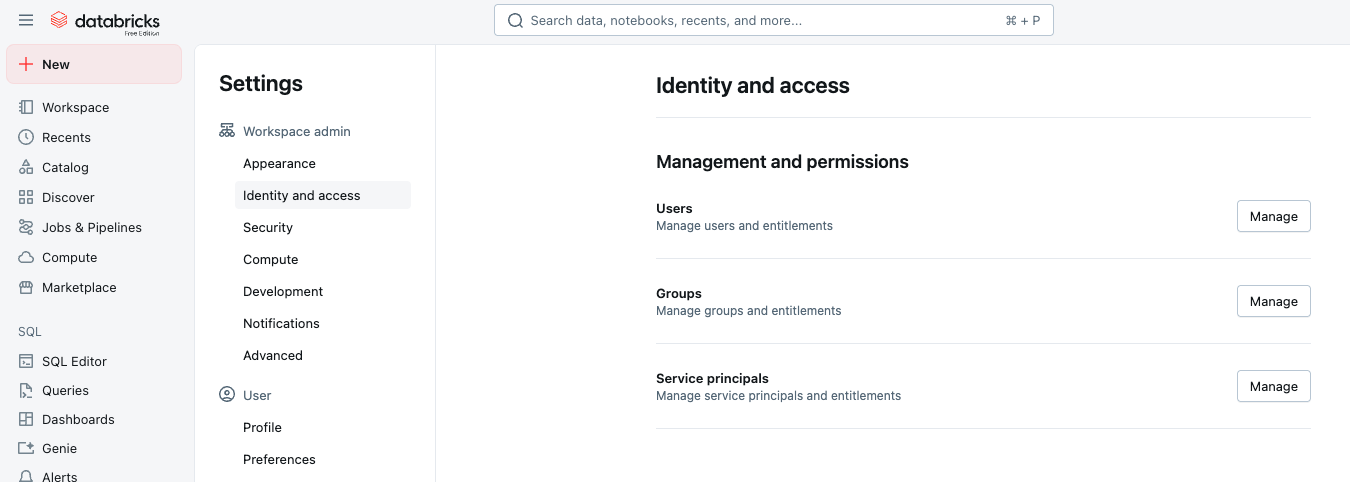 databricks
Free Edition
Search data, notebooks, recents, and more...
⌘ + P
New
Workspace
Recents
Catalog
Discover
Jobs & Pipelines
Compute
Marketplace
SQL
SQL Editor
Queries
Dashboards
Genie
Alerts
Settings
Workspace admin
Appearance
Identity and access
Security
Compute
Development
Notifications
Advanced
User
Profile
Preferences
Identity and access
Management and permissions
Users
Manage users and entitlements
Manage
Groups
Manage groups and entitlements
Manage
Service principals
Manage service principals and entitlements
Manage